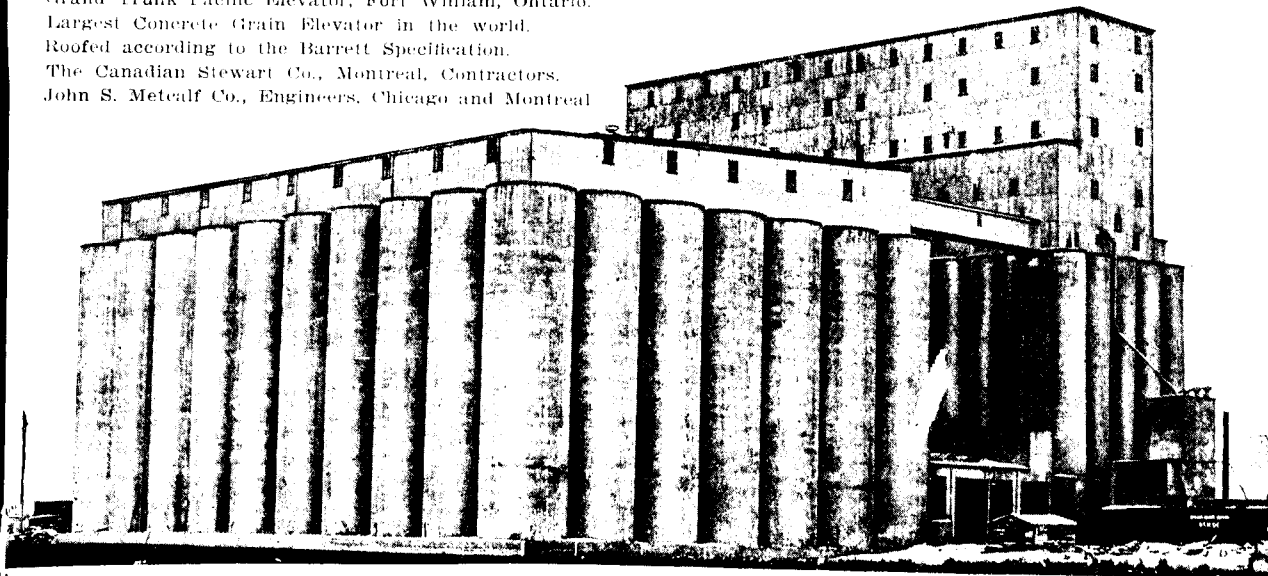 Grand Trunk Pacific Elevator, Fort William, Ontario.
Largest Concrete Grain Elevator in the world.
Roofed according to the Barrett Specification.
The Canadian Stewart Co., Montreal, Contractors.
John S. Metcalf Co., Engineers, Chicago and Montreal